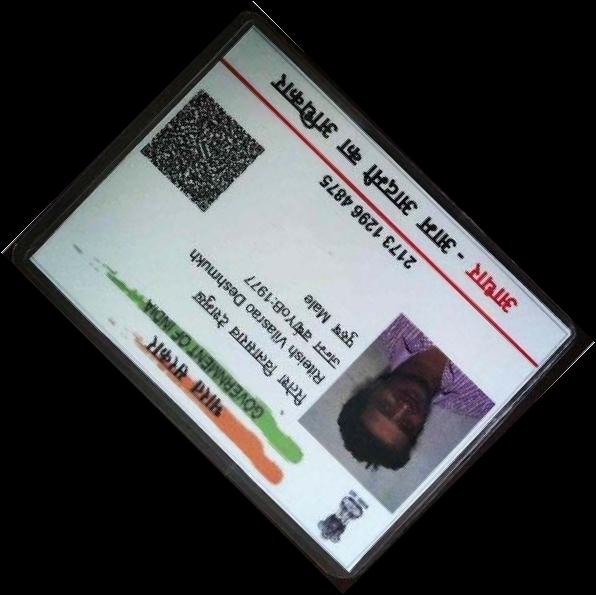 भारत सरकार
GOVERNMENT OF INDIA
रितेश विलासराव देशमुख
Riteish Vilasrao Deshmukh
जन्म वर्ष/YoB:1977
पुरुष Male
2173 1296 4875
आधार - आम आदमी का अधिकार